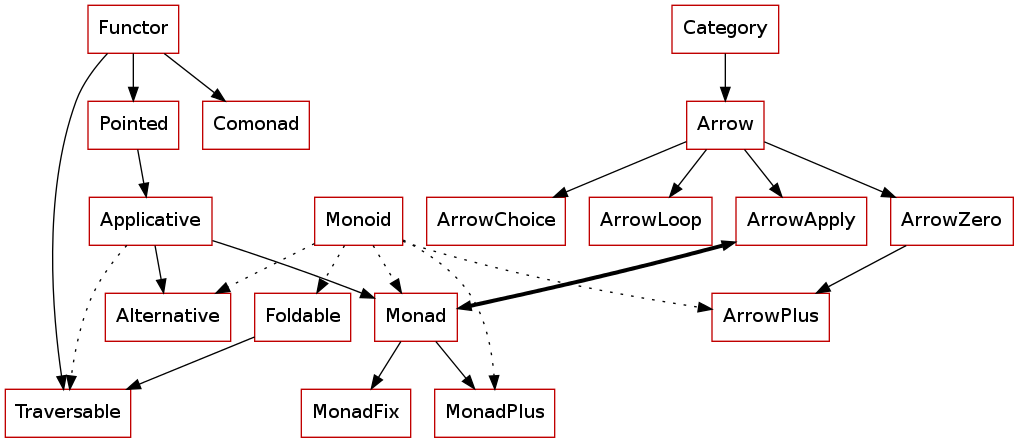 Functor
Category
Pointed
Comonad
Arrow
Applicative
Monoid
ArrowChoice
ArrowLoop
ArrowApply
ArrowZero
Alternative
Foldable
Monad
ArrowPlus
Traversable
MonadFix
MonadPlus